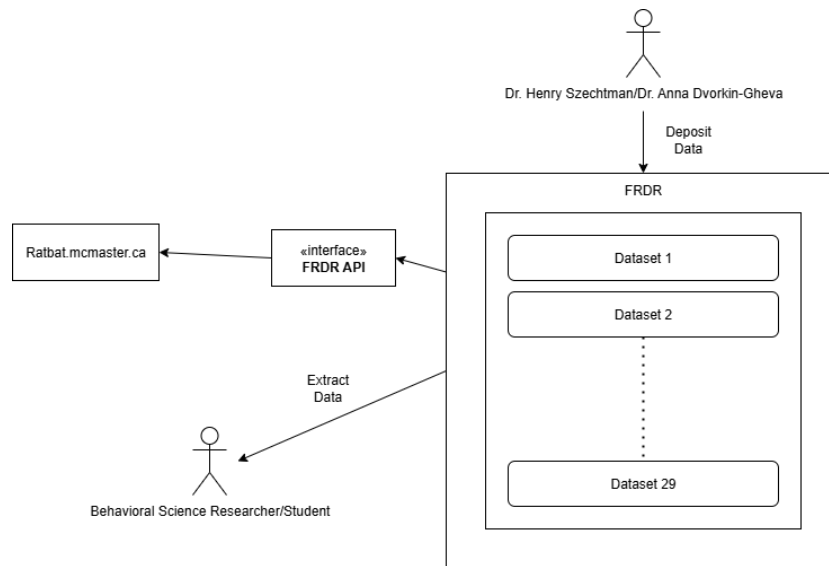 Dr. Henry Szechtman/Dr. Anna Dvorkin-Gheva
Deposit
Data
FRDR
Dataset 1
Dataset 2
Dataset 29
Ratbat.mcmaster.ca
«interface»
FRDR API
Extract
Data
Behavioral Science Researcher/Student